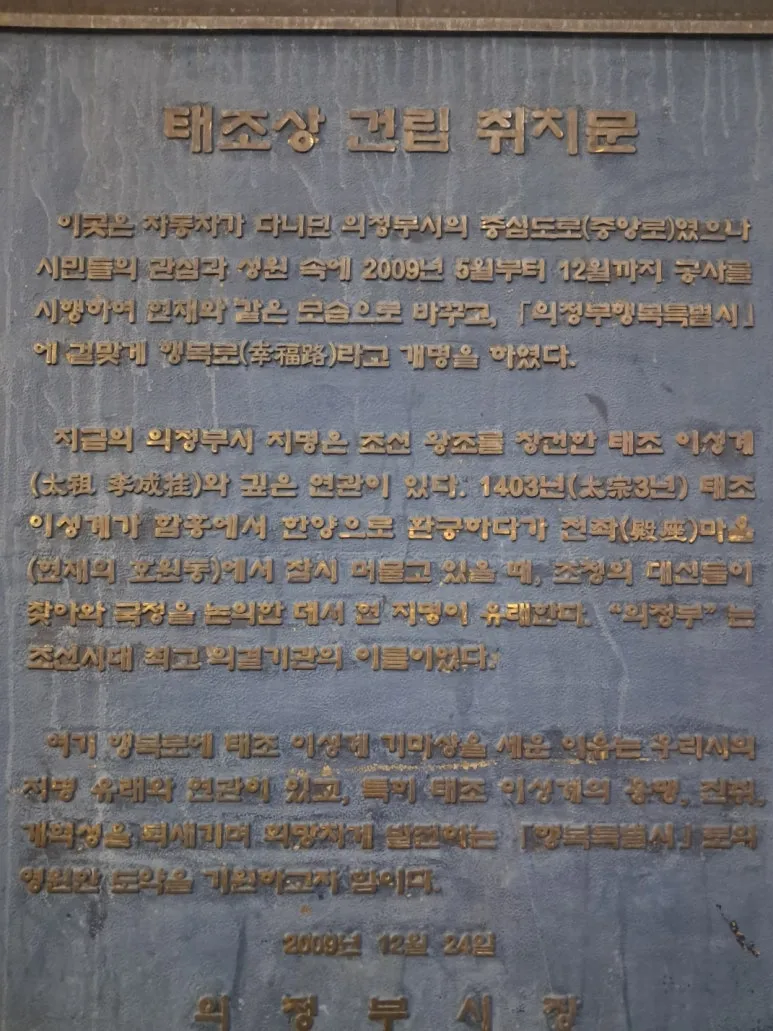 태조상 건립 취지문
이곳은 자동차가 다니던 의정부시의 중심도로(중앙로)였으나
시민들의 관심과 성원 속에 2009년 5월부터 12월까지 공사를
시행하여 현재와 같은 모습으로 바꾸고, 「의정부행복특별시」
에 걸맞게 행복로(幸福路)라고 개명을 하였다.
지금의 의정부시 지명은 조선 왕조를 창건한 태조 이성계
(太祖 李成桂)와 깊은 연관이 있다. 1403년(太宗3년) 태조
이성계가 함흥에서 한양으로 환궁하다가 전좌(殿座)마을
(현재의 호원동)에서 잠시 머물고 있을 때, 조정의 대신들이
찾아와 국정을 논의한 데서 현 지명이 유래한다. "의정부"는
조선시대 최고 의결기관의 이름이었다.
여기 행복로에 태조 이성계 기마상을 세운 이유는 우리시의
지명 유래와 연관이 있고, 특히 태조 이성계의 용맹, 진취,
개혁성을 되새기며 희망차게 발전하는 「행복특별시」로의
영원한 도약을 기원하고자 함이다.
2009년 12월 24일
의 정 부 시 장